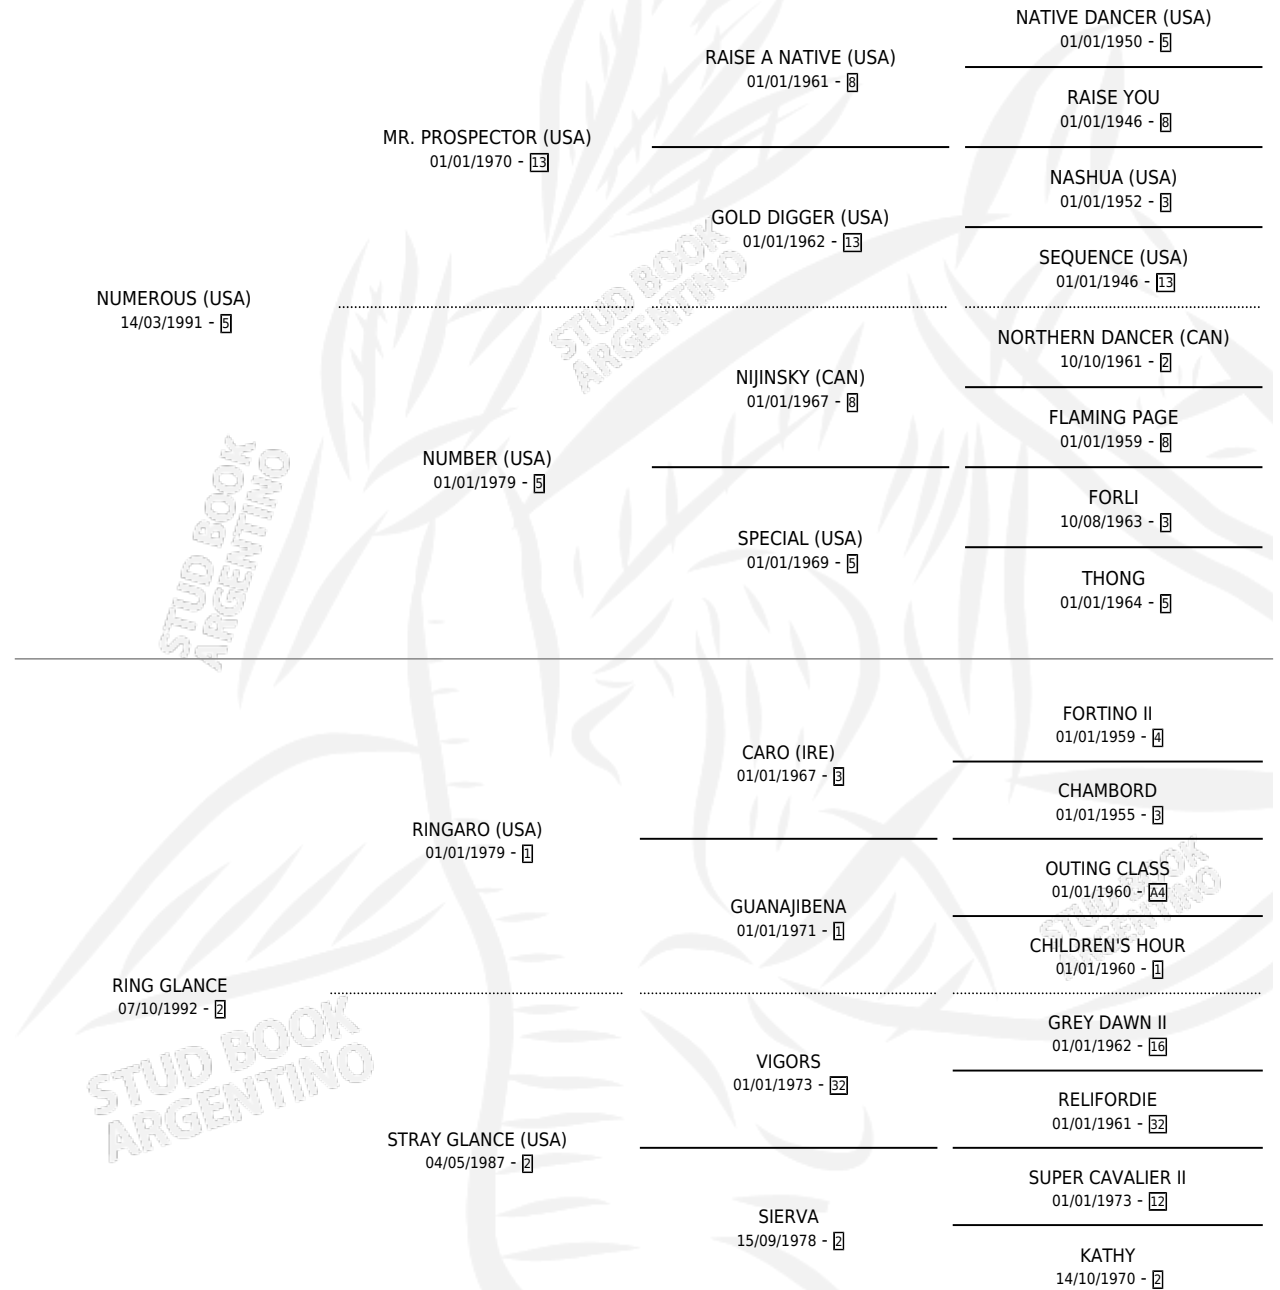 NATIVE DANCER (USA)
01/01/1950 - 5
RAISE A NATIVE (USA)
01/01/1961 - 8
RAISE YOU
01/01/1946 - 8
MR. PROSPECTOR (USA)
01/01/1970 - 13
NASHUA (USA)
01/01/1952 - 3
GOLD DIGGER (USA)
01/01/1962 - 13
SEQUENCE (USA)
01/01/1946 - 13
STUD BOOK
ARGENTINO
NUMEROUS (USA)
14/03/1991 - 5
NORTHERN DANCER (CAN)
10/10/1961 - 2
NIJINSKY (CAN)
01/01/1967 - 8
FLAMING PAGE
01/01/1959 - 8
NUMBER (USA)
01/01/1979 - 5
FORLI
10/08/1963 - 3
SPECIAL (USA)
01/01/1969 - 5
THONG
01/01/1964 - 5
STUD BOOK
ARGENTINO
FORTINO II
01/01/1959 - 4
CARO (IRE)
01/01/1967 - 3
CHAMBORD
01/01/1955 - 3
RINGARO (USA)
01/01/1979 - 1
OUTING CLASS
01/01/1960 - A4
GUANAJIBENA
01/01/1971 - 1
CHILDREN'S HOUR
01/01/1960 - 1
STUD BOOK
ARGENTINO
RING GLANCE
07/10/1992 - 2
GREY DAWN II
01/01/1962 - 16
VIGORS
01/01/1973 - 32
RELIFORDIE
01/01/1961 - 32
STRAY GLANCE (USA)
04/05/1987 - 2
SUPER CAVALIER II
01/01/1973 - 12
SIERVA
15/09/1978 - 2
KATHY
14/10/1970 - 2
STUD BOOK
ARGENTINO